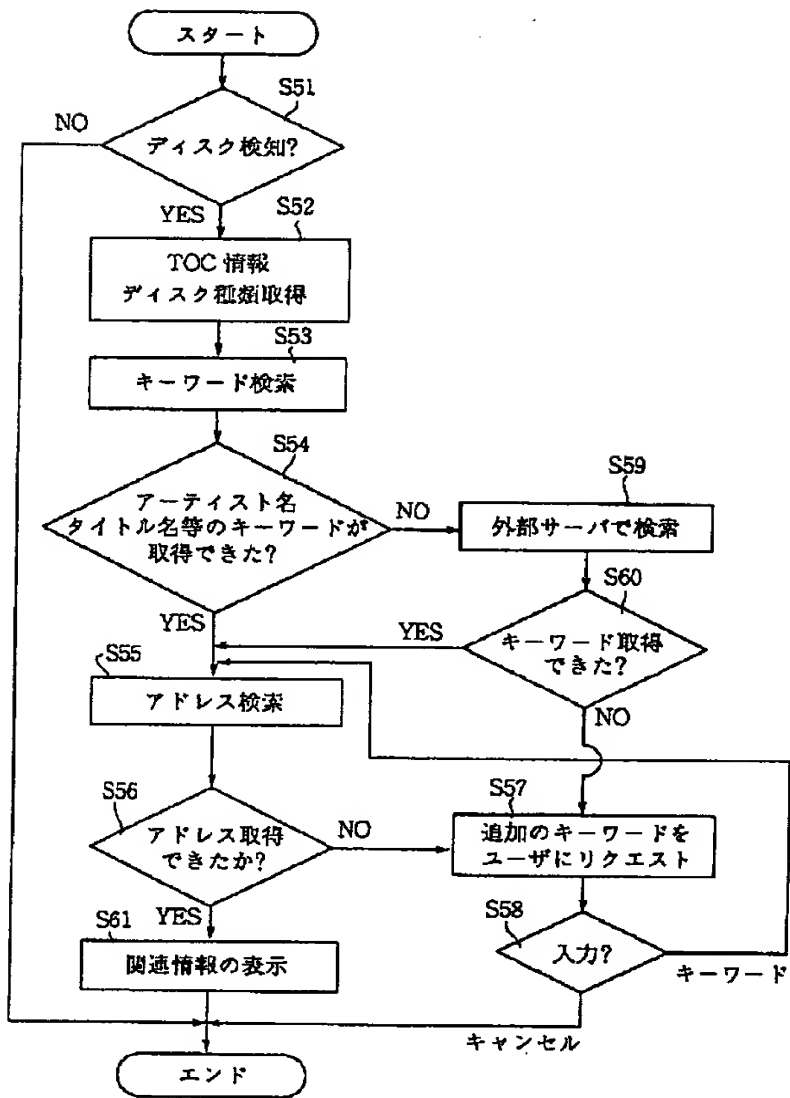 スタート
S51
NO
ディスク検知?
YES
S52
TOC 情報
ディスク種類取得
S53
キーワード検索
S54
アーティスト名
タイトル名等のキーワードが
取得できた?
NO
S59
外部サーバで検索
S60
キーワード取得
できた?
YES
YES
NO
S55
アドレス検索
S56
アドレス取得
できたか?
NO
S57
追加のキーワードを
ユーザにリクエスト
YES
S58
入力?
キーワード
S61
関連情報の表示
キャンセル
エンド